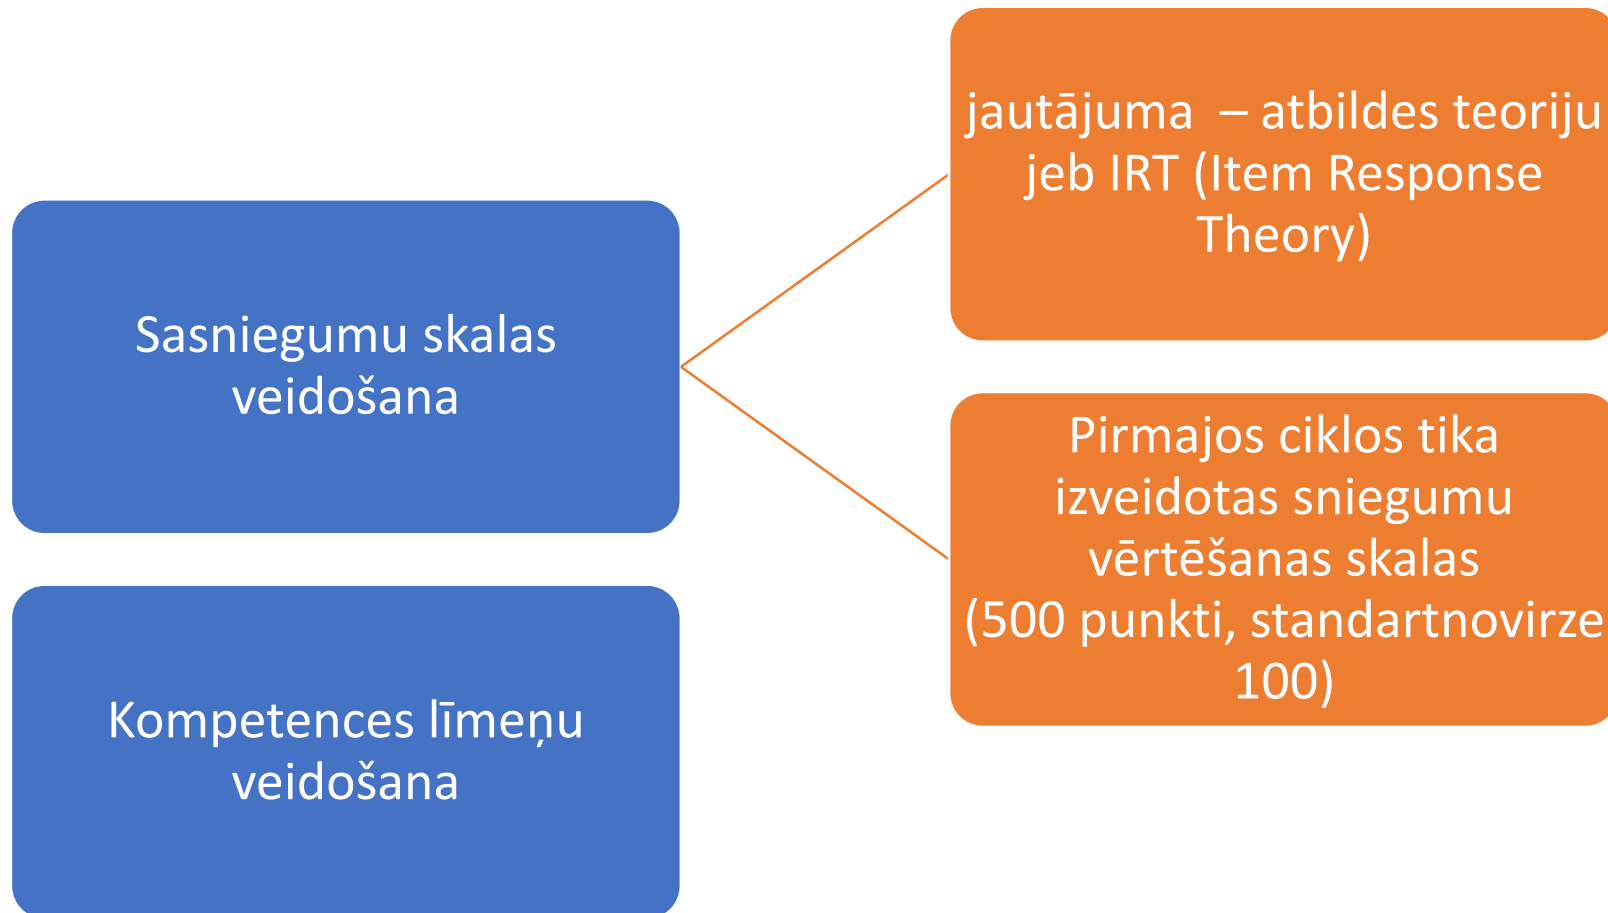 Sasniegumu skalas
veidošana
jautājuma – atbildes teoriju
jeb IRT (Item Response
Theory)
Pirmajos ciklos tika
izveidotas sniegumu
vērtēšanas skalas
(500 punkti, standartnovirze
100)
Kompetences līmeņu
veidošana